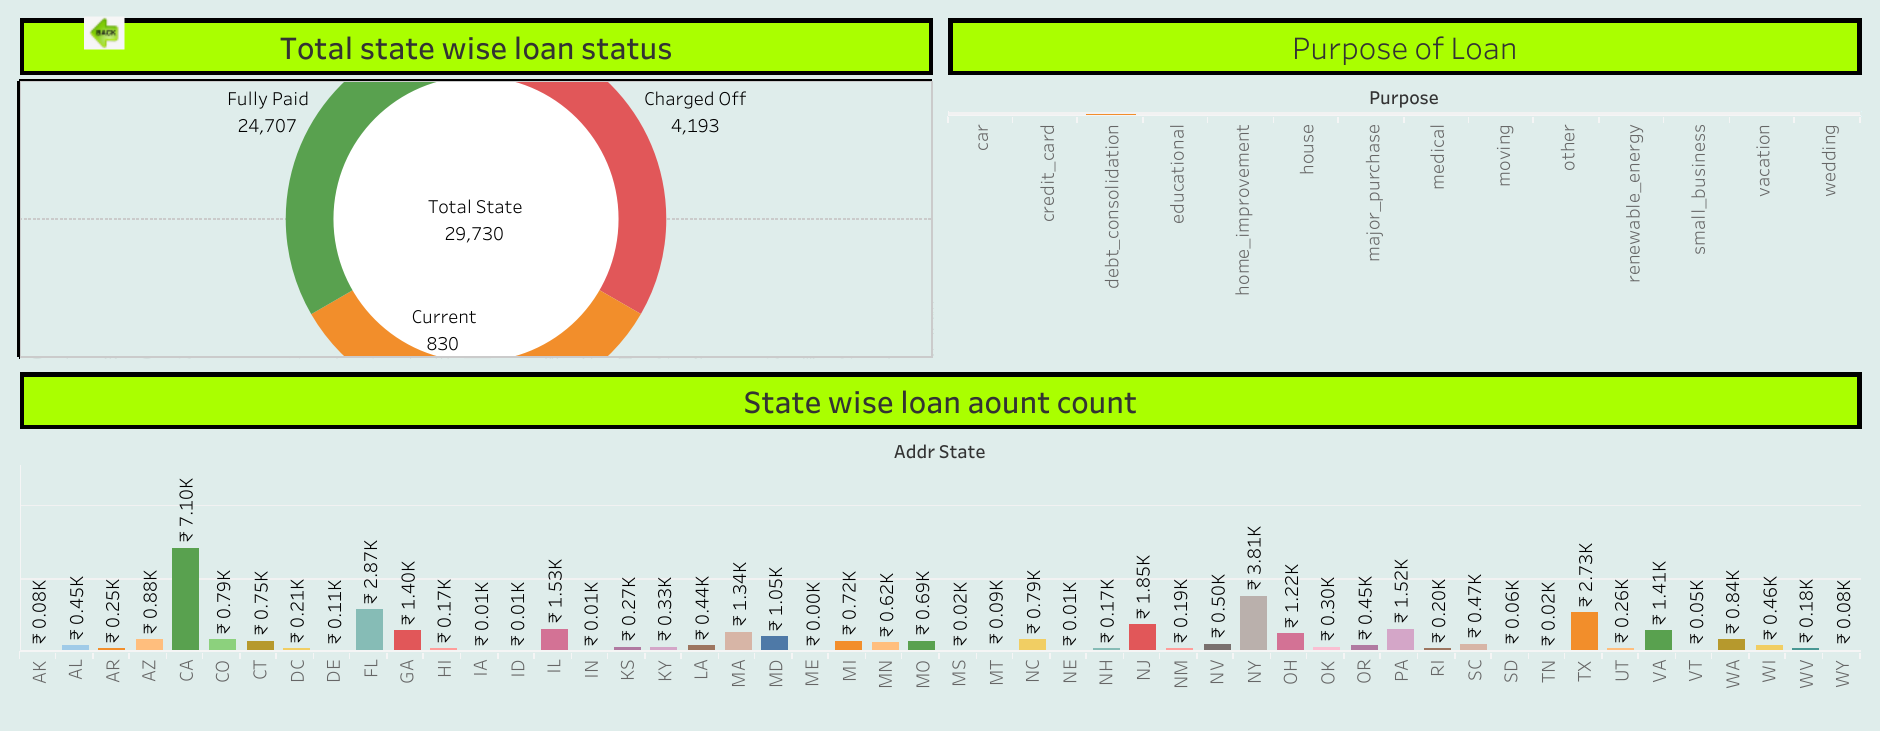 BACK
Total state wise loan status
Fully Paid
24,707
Charged Off
4,193
Total State
29,730
Current
830
Purpose of Loan
Purpose
car
credit_card
debt_consolidation
educational
home_improvement
house
major_purchase
medical
moving
other
renewable_energy
small_business
vacation
wedding
State wise loan aount count
Addr State
₹ 0.08K
₹ 0.45K
₹ 0.25K
₹ 0.88K
₹ 7.10K
₹ 0.79K
₹ 0.75K
₹ 0.21K
₹ 0.11K
₹ 2.87K
₹ 1.40K
₹ 0.17K
₹ 0.01K
₹ 0.01K
₹ 1.53K
₹ 0.01K
₹ 0.27K
₹ 0.33K
₹ 0.44K
₹ 1.34K
₹ 1.05K
₹ 0.00K
₹ 0.72K
₹ 0.62K
₹ 0.69K
₹ 0.02K
₹ 0.09K
₹ 0.79K
₹ 0.01K
₹ 0.17K
₹ 1.85K
₹ 0.19K
₹ 0.50K
₹ 3.81K
₹ 1.22K
₹ 0.30K
₹ 0.45K
₹ 1.52K
₹ 0.20K
₹ 0.47K
₹ 0.06K
₹ 0.02K
₹ 2.73K
₹ 0.26K
₹ 1.41K
₹ 0.05K
₹ 0.84K
₹ 0.46K
₹ 0.18K
₹ 0.08K
AK
AL
AR
AZ
CA
CO
CT
DC
DE
FL
GA
HI
IA
ID
IL
IN
KS
KY
LA
MA
MD
ME
MI
MN
MO
MS
MT
NC
NE
NH
NJ
NM
NV
NY
OH
OK
OR
PA
RI
SC
SD
TN
TX
UT
VA
VT
WA
WI
WV
WY